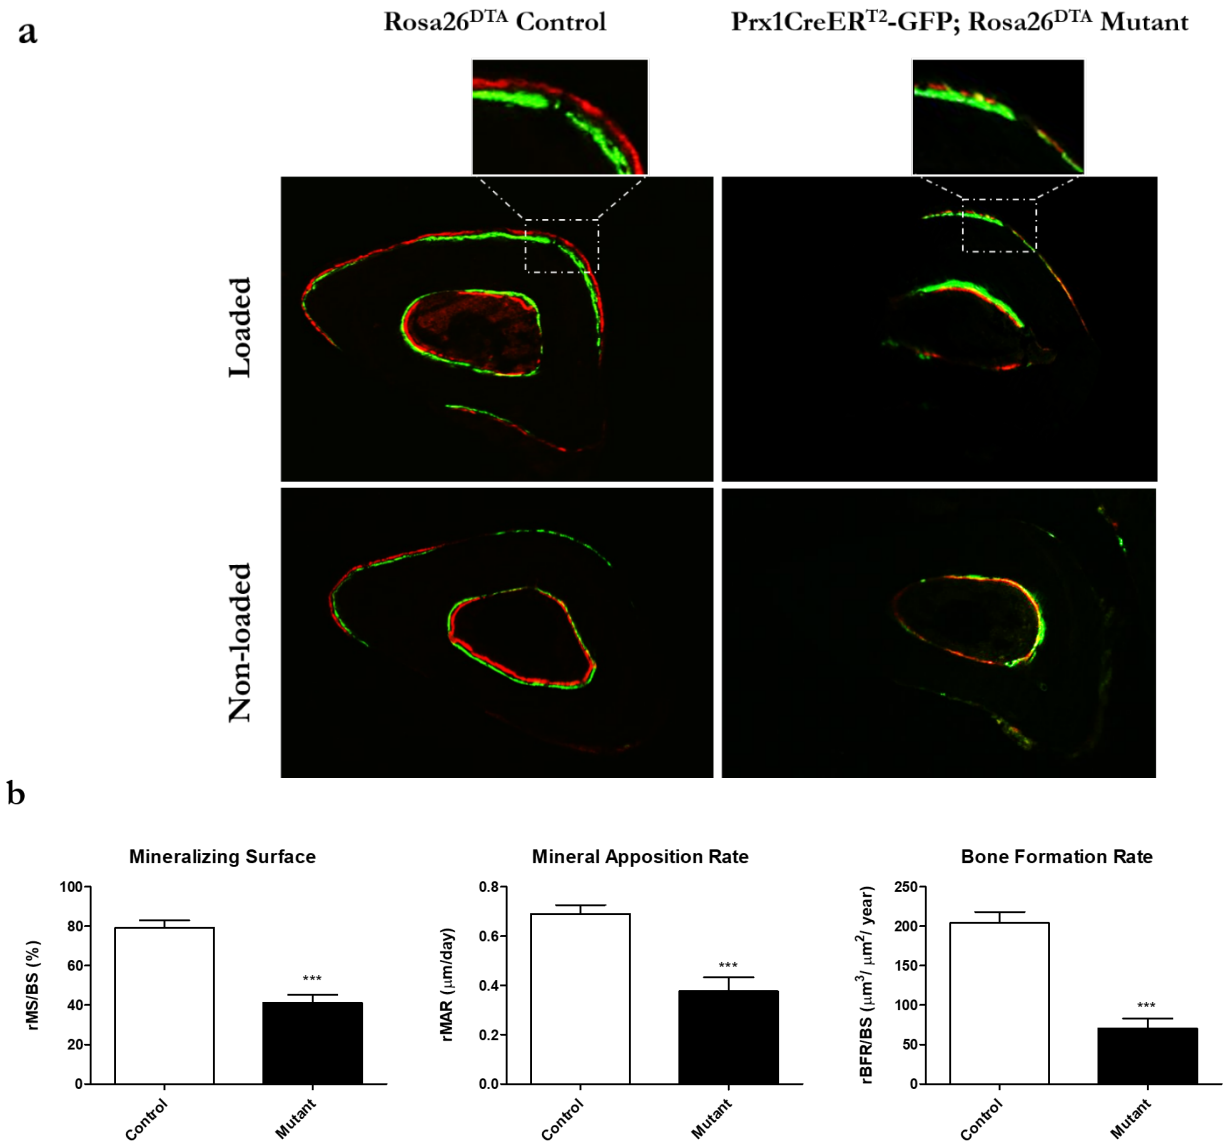 a
Rosa26DTA Control
Prx1CreERT2-GFP; Rosa26DTA Mutant
Loaded
Non-loaded
b
Mineralizing Surface
rMS/BS (%)
100
80
60
40
20
0
***
Control
Mutant
Mineral Apposition Rate
rMAR (μm/day)
0.8
0.6
0.4
0.2
0.0
***
Control
Mutant
Bone Formation Rate
rBFR/BS (μm3/ μm2/ year)
250
200
150
100
50
0
***
Control
Mutant